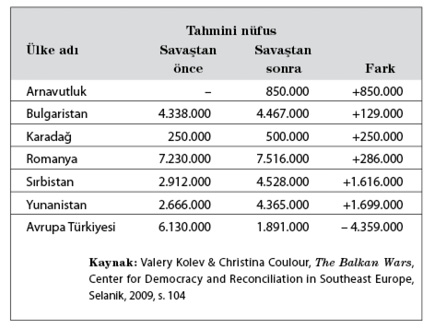 Tahmini nüfus
Ülke adı Savaştan Savaştan
önce sonra Fark
Arnavutluk – 850.000 +850.000
Bulgaristan 4.338.000 4.467.000 +129.000
Karadağ 250.000 500.000 +250.000
Romanya 7.230.000 7.516.000 +286.000
Sırbistan 2.912.000 4.528.000 +1.616.000
Yunanistan 2.666.000 4.365.000 +1.699.000
Avrupa Türkiyesi 6.130.000 1.891.000 – 4.359.000
Kaynak: Valery Kolev & Christina Coulour, The Balkan Wars,
Center for Democracy and Reconciliation in Southeast Europe,
Selanik, 2009, s. 104